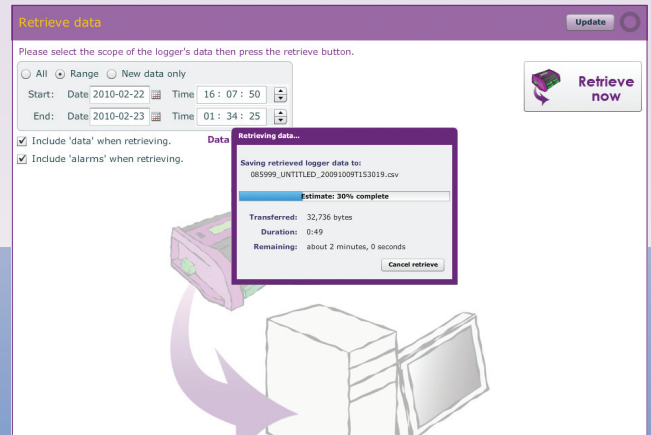 Retrieve data
Update
Please select the scope of the logger's data then press the retrieve button.
All Range New data only
Start: Date 2010-02-22 Time 16 : 07 : 50
End: Date 2010-02-23 Time 01 : 34 : 25
Retrieve
now
Include 'data' when retrieving.
Data
Include 'alarms' when retrieving.
Retrieving data...
Saving retrieved logger data to:
085999_UNTITLED_20091009T153019.csv
Estimate: 30% complete
Transferred: 32,736 bytes
Duration: 0:49
Remaining: about 2 minutes, 0 seconds
Cancel retrieve